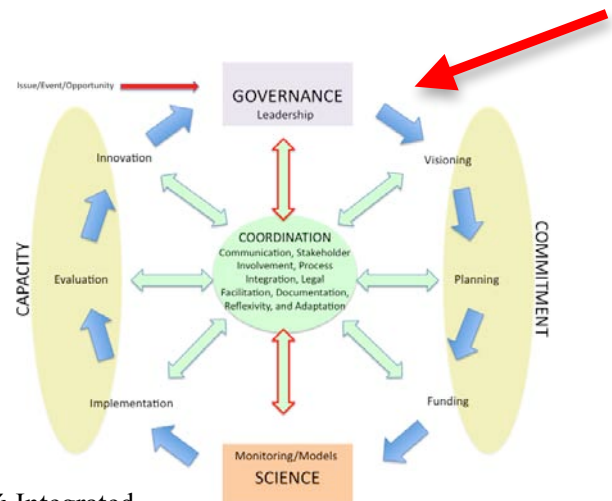 Issue/Event/Opportunity
GOVERNANCE
Leadership
Innovation
Visioning
COORDINATION
Communication, Stakeholder
Involvement, Process
Integration, Legal
Facilitation, Documentation,
Reflexivity, and Adaptation
CAPACITY
Evaluation
Planning
COMMITMENT
Implementation
Funding
Monitoring/Models
SCIENCE
Integrated